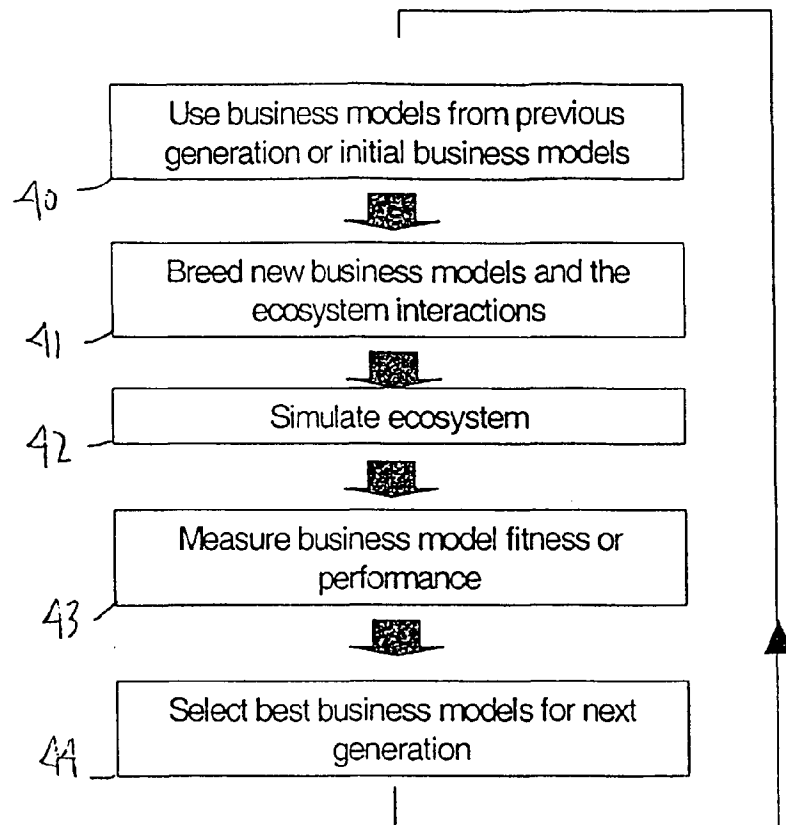 Use business models from previous
generation or initial business models
40
Breed new business models and the
ecosystem interactions
41
Simulate ecosystem
42
Measure business model fitness or
performance
43
Select best business models for next
generation
44